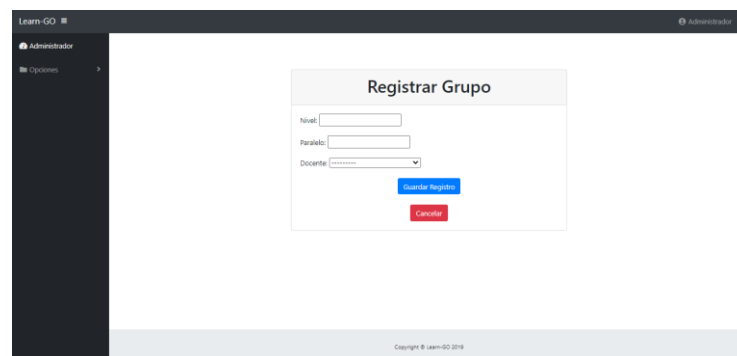 Learn-GO
Administrador
Administrador
Opciones
Registrar Grupo
Nivel:
Paralelo:
Docente: ---------
Guardar Registro
Cancelar
Copyright © Learn-GO 2019